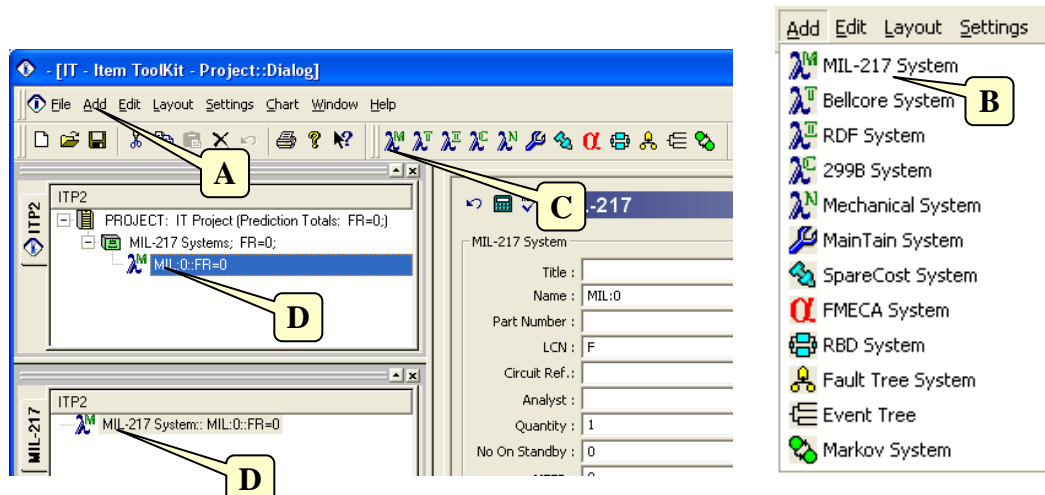 - [IT - Item ToolKit - Project::Dialog]
File Add Edit Layout Settings Chart Window Help
A
C
ITP2
ITP2
PROJECT: IT Project (Prediction Totals: FR=0;)
MIL-217 Systems; FR=0;
MIL:0::FR=0
D
-217
MIL-217 System
Title :
Name : MIL:0
Part Number :
LCN : F
Circuit Ref.:
Analyst :
Quantity : 1
No On Standby : 0
MIL-217
ITP2
MIL-217 System:: MIL:0::FR=0
D
Add Edit Layout Settings
MIL-217 System
B
Bellcore System
RDF System
299B System
Mechanical System
MainTain System
SpareCost System
FMECA System
RBD System
Fault Tree System
Event Tree
Markov System